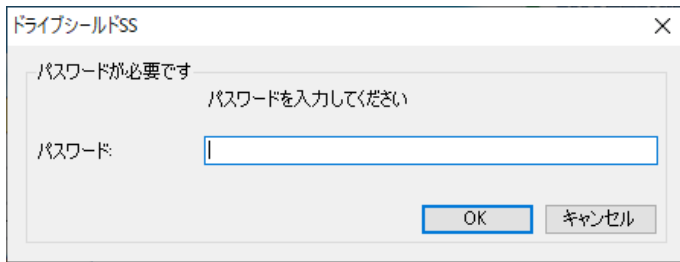 ドライブシールドSS
パスワードが必要です
パスワードを入力してください
パスワード:
OK キャンセル